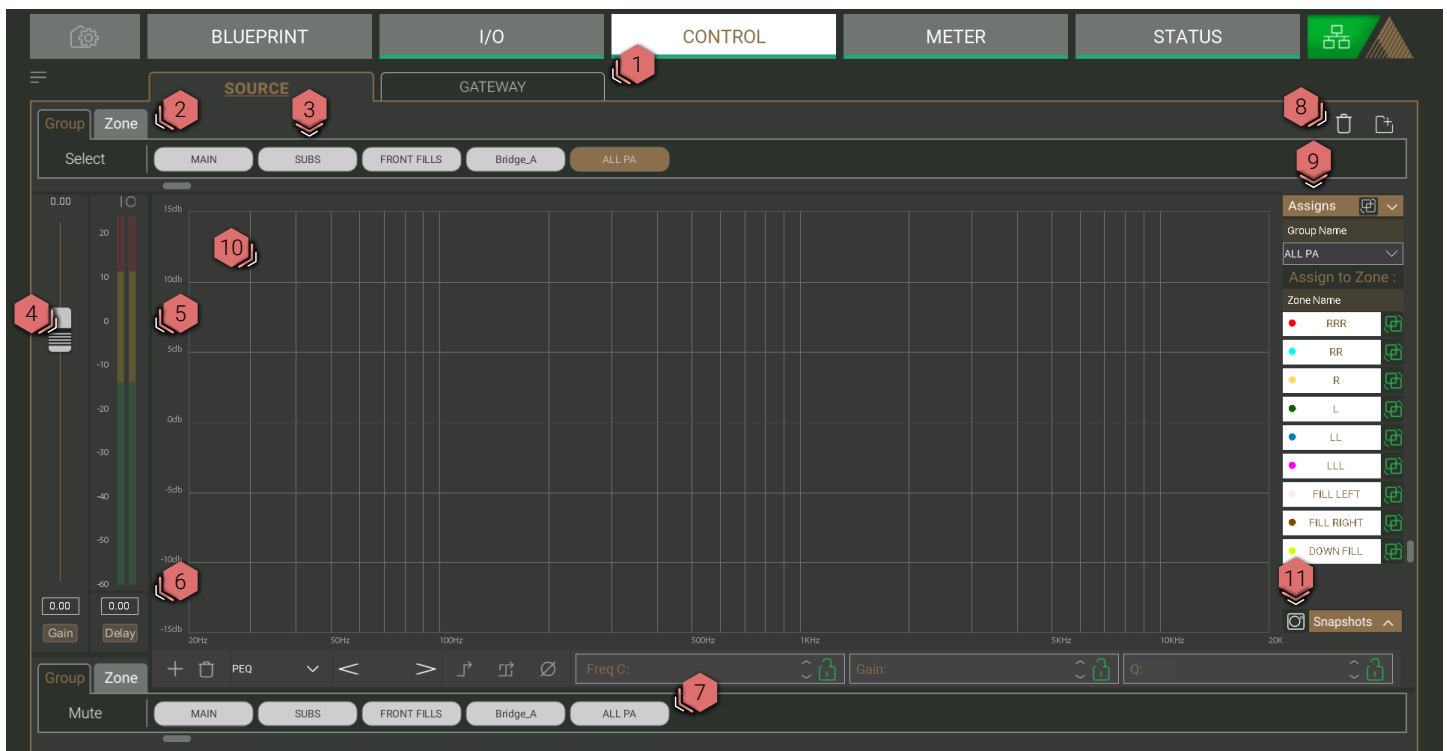 BLUEPRINT I/O CONTROL METER STATUS
1
SOURCE GATEWAY
2 3 8
Group Zone
Select MAIN SUBS FRONT FILLS Bridge_A ALL PA
9
0.00 I O 15db Assigns
20 Group Name
10
ALL PA
10 10db Assign to Zone :
Zone Name
4 5
0 RRR
5db RR
-10
R
-20 0db L
LL
-30
LLL
-40 -5db FILL LEFT
FILL RIGHT
-50
-10db DOWN FILL
-60 6 11
0.00 0.00
Gain Delay -15db Snapshots
20Hz 50Hz 100Hz 500Hz 1KHz 5KHz 10KHz 20K
PEQ < > Freq C: Gain: Q:
Group Zone
7
Mute MAIN SUBS FRONT FILLS Bridge_A ALL PA